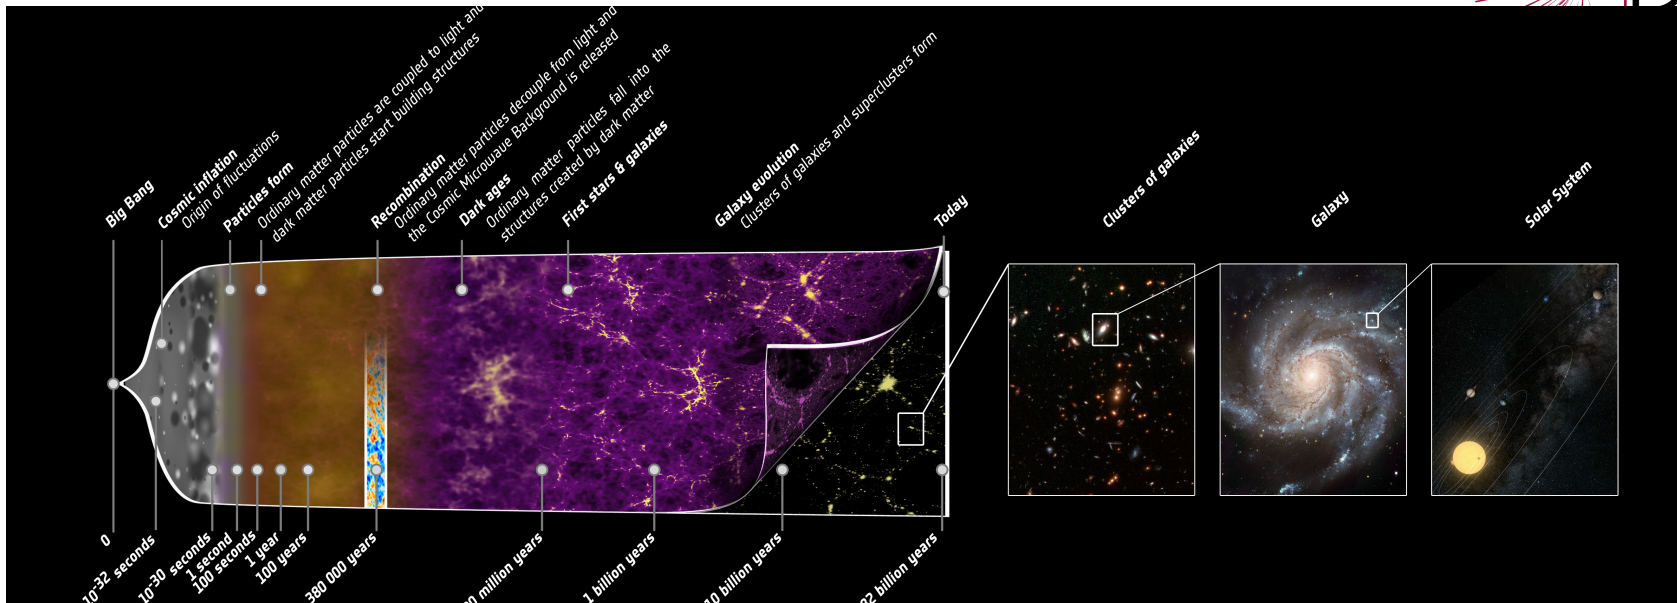 Big Bang
Cosmic inflation
Origin of fluctuations
Particles form
Ordinary matter particles are coupled to light and
dark matter particles start building structures
Recombination
Ordinary matter particles decouple from light and
the Cosmic Microwave Background is released
Dark ages
Ordinary matter particles fall into the
structures created by dark matter
First stars & galaxies
Galaxy evolution
Clusters of galaxies and superclusters form
Today
Clusters of galaxies
Galaxy
Solar System
0
10-32 seconds
10-30 seconds
1 second
100 seconds
1 year
100 years
380 000 years
million years
1 billion years
10 billion years
billion years